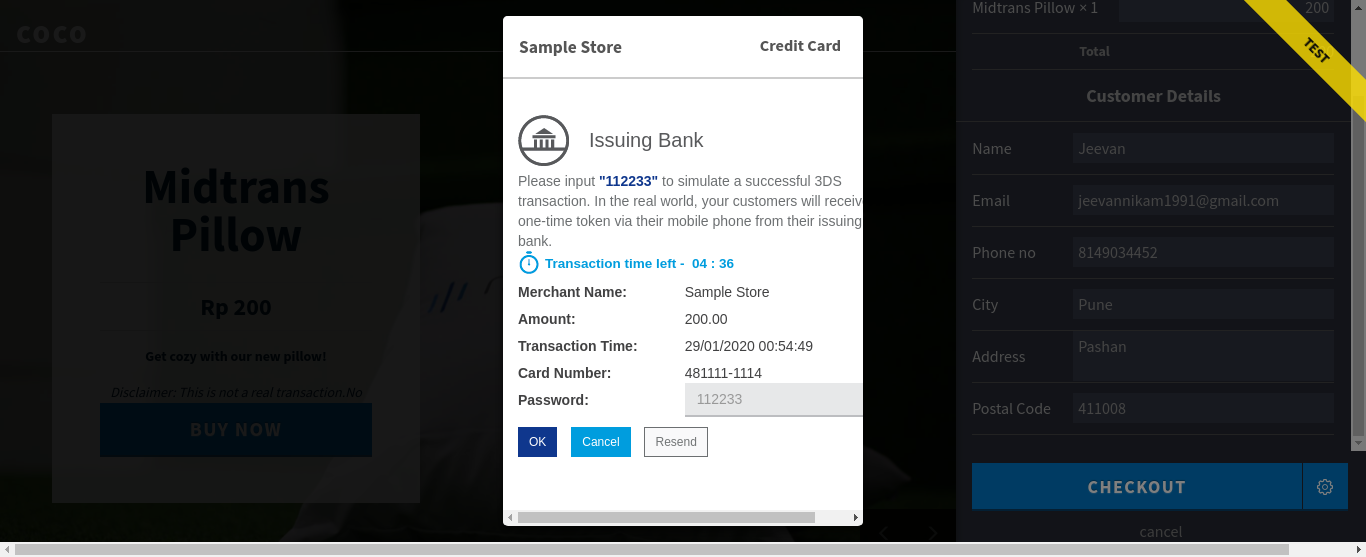 COCO
Midtrans
Pillow
Rp 200
Get cozy with our new pillow!
Disclaimer: This is not a real transaction.No
BUY NOW
Sample Store
Credit Card
Issuing Bank
Please input "112233" to simulate a successful 3DS
transaction. In the real world, your customers will receive
one-time token via their mobile phone from their issuing
bank.
Transaction time left - 04 : 36
Merchant Name: Sample Store
Amount: 200.00
Transaction Time: 29/01/2020 00:54:49
Card Number: 481111-1114
Password: 112233
OK Cancel Resend
Midtrans Pillow × 1 200
TEST
Total
Customer Details
Name Jeevan
Email jeevannikam1991@gmail.com
Phone no 8149034452
City Pune
Address Pashan
Postal Code 411008
CHECKOUT
cancel